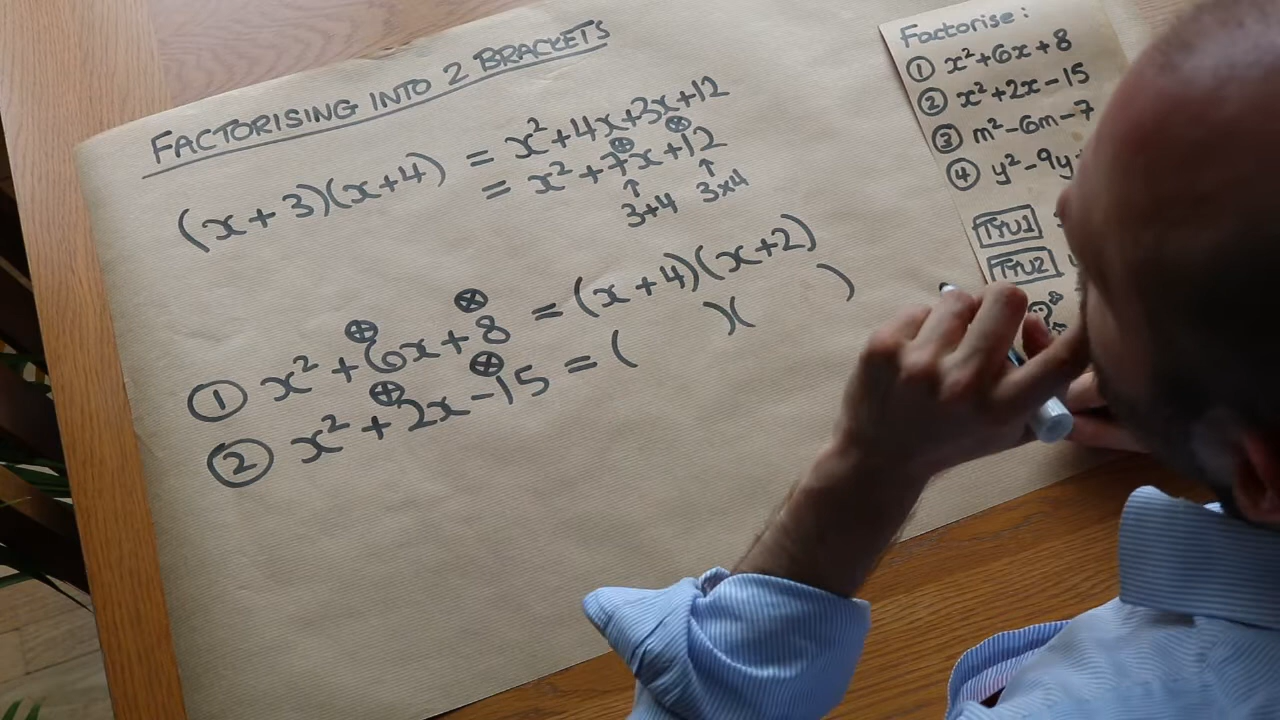 FACTORISING INTO 2 BRACKETS
(x+3)(x+4) = x²+4x+3x+12
= x²+7x+12
⊕ ⊗
↑ ↑
3+4 3x4
⊕ ⊗
① x²+6x+8 = (x+4)(x+2)
⊕ ⊗
② x²+2x-15 = ( )( )
Factorise:
① x²+6x+8
② x²+2x-15
③ m²-6m-7
④ y²-9y
TYU1
TYU2